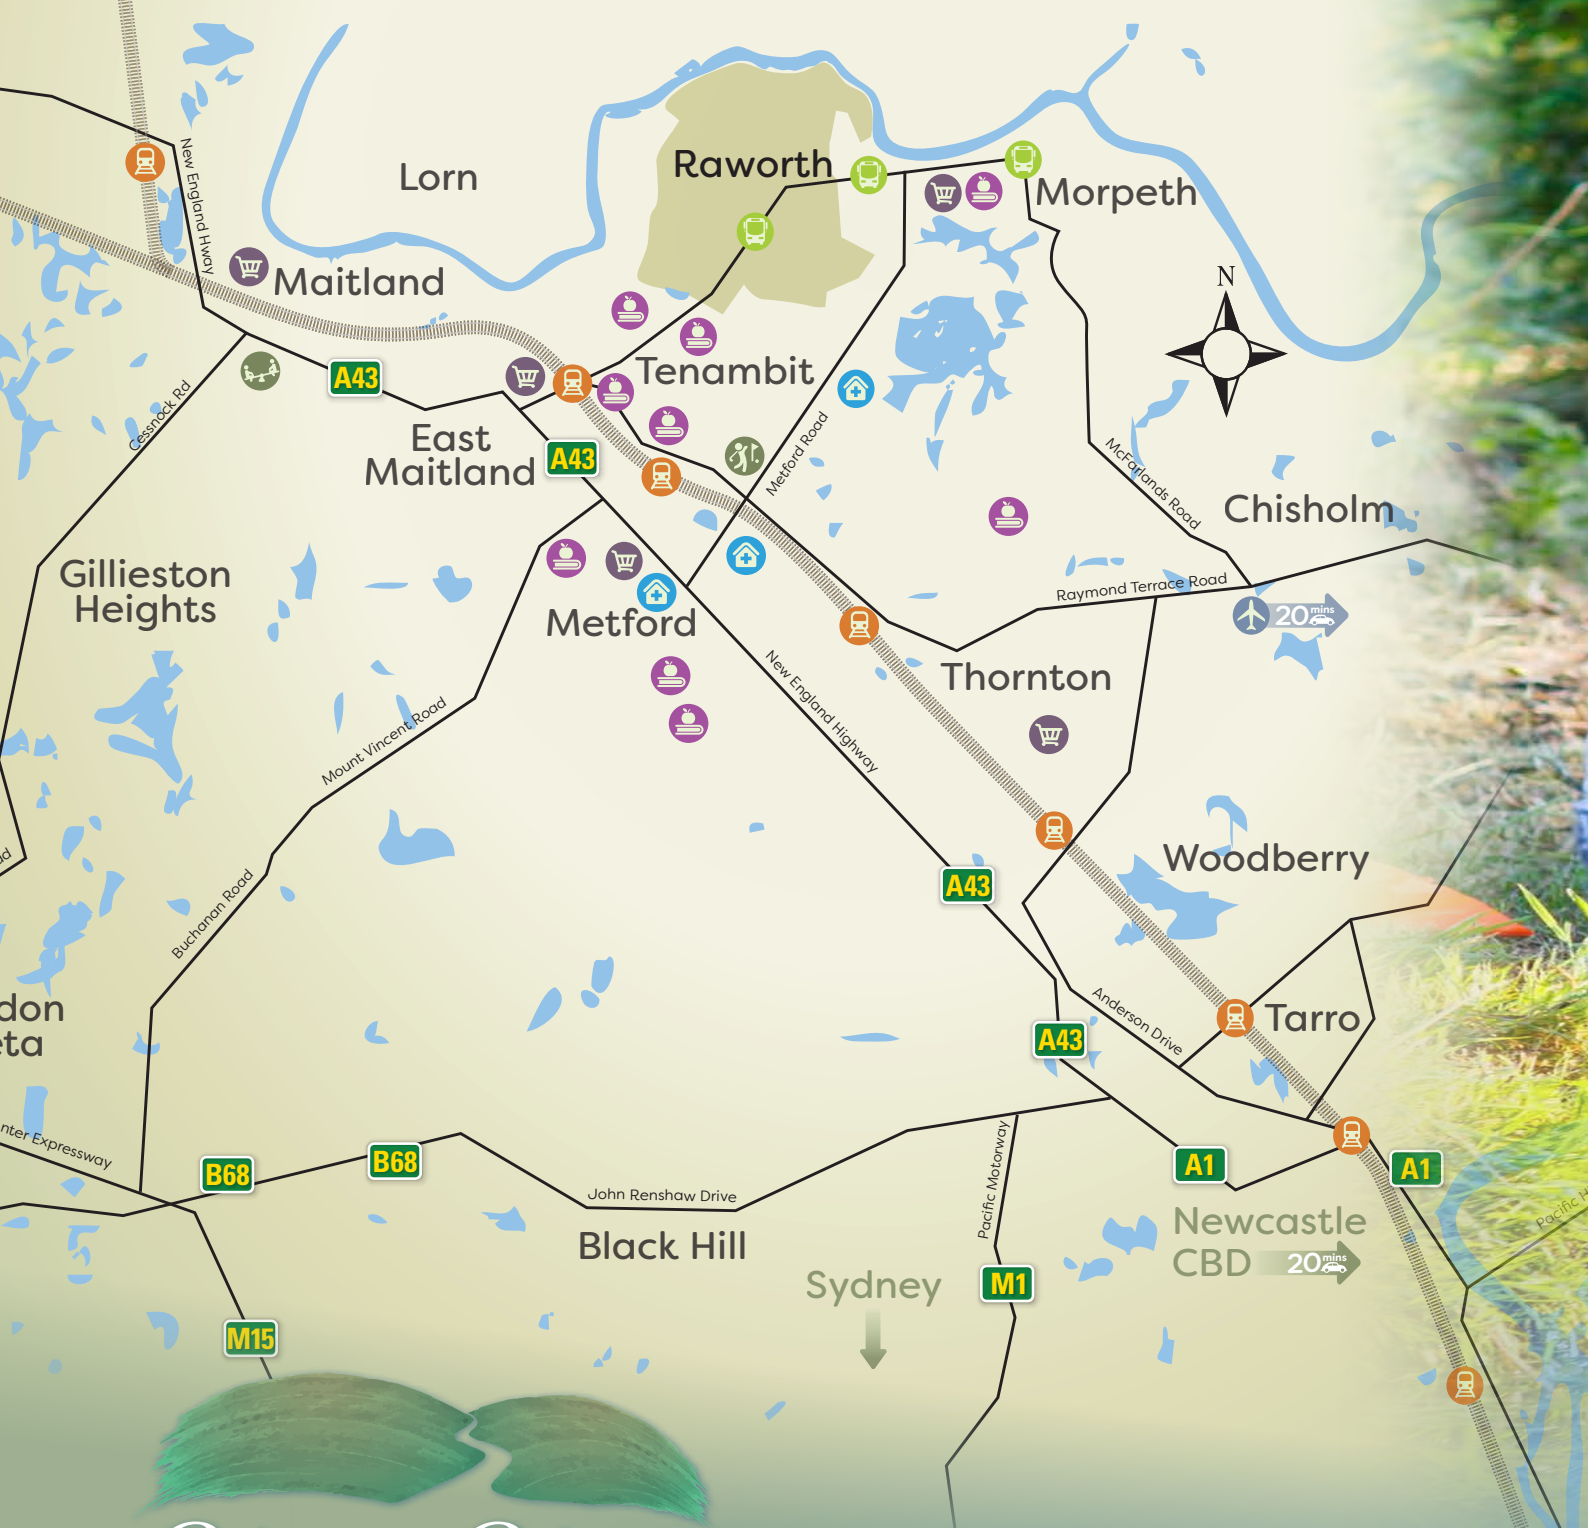 New England Hway
Lorn
Raworth
Morpeth
Maitland
N
A43
Tenambit
Cessnock Rd
East
Maitland
A43
Metford Road
McFarlands Road
Chisholm
Gillieston
Heights
Raymond Terrace Road
20 mins
Metford
New England Highway
Thornton
Mount Vincent Road
Woodberry
ad
A43
Buchanan Road
don
eta
Anderson Drive
Tarro
A43
nter Expressway
B68
B68
John Renshaw Drive
Pacific Motorway
A1
A1
Pacific H
Black Hill
Newcastle
CBD 20 mins
Sydney
M1
M15